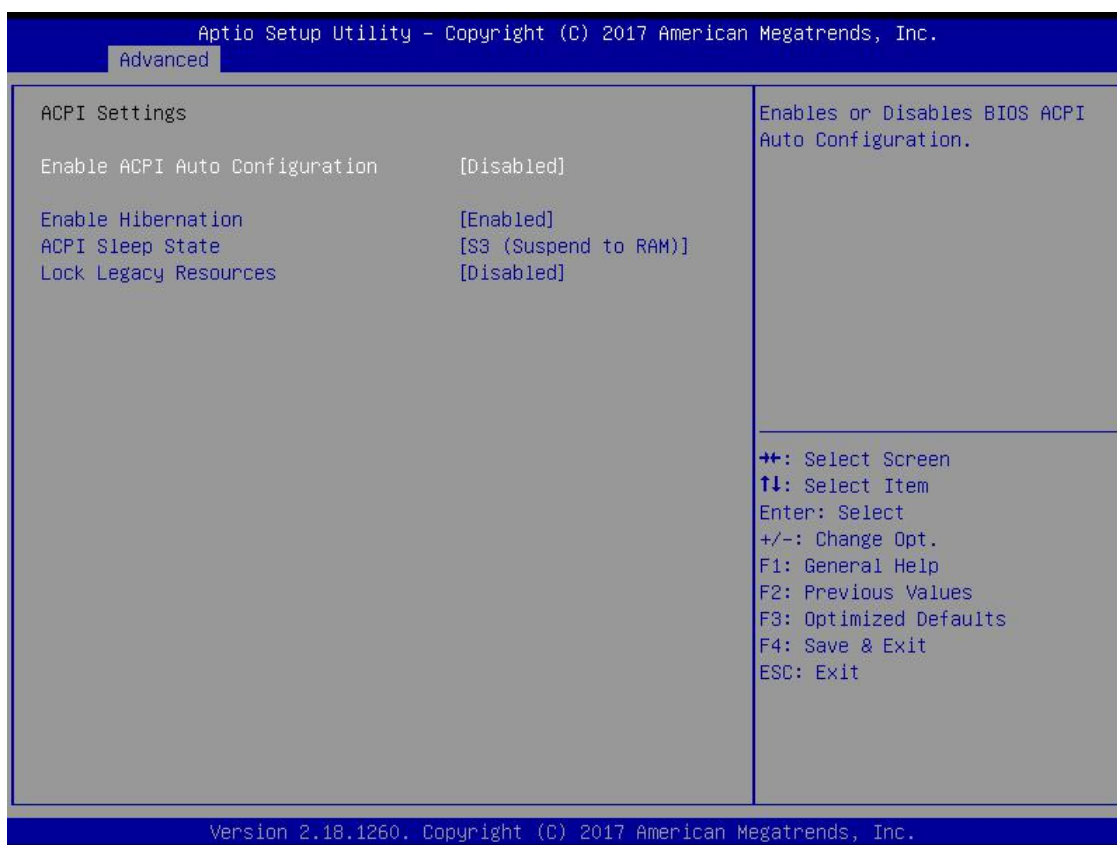 Aptio Setup Utility – Copyright (C) 2017 American Megatrends, Inc.
Advanced
ACPI Settings
Enable ACPI Auto Configuration [Disabled]
Enable Hibernation [Enabled]
ACPI Sleep State [S3 (Suspend to RAM)]
Lock Legacy Resources [Disabled]
Enables or Disables BIOS ACPI
Auto Configuration.
→←: Select Screen
↑↓: Select Item
Enter: Select
+/-: Change Opt.
F1: General Help
F2: Previous Values
F3: Optimized Defaults
F4: Save & Exit
ESC: Exit
Version 2.18.1260. Copyright (C) 2017 American Megatrends, Inc.